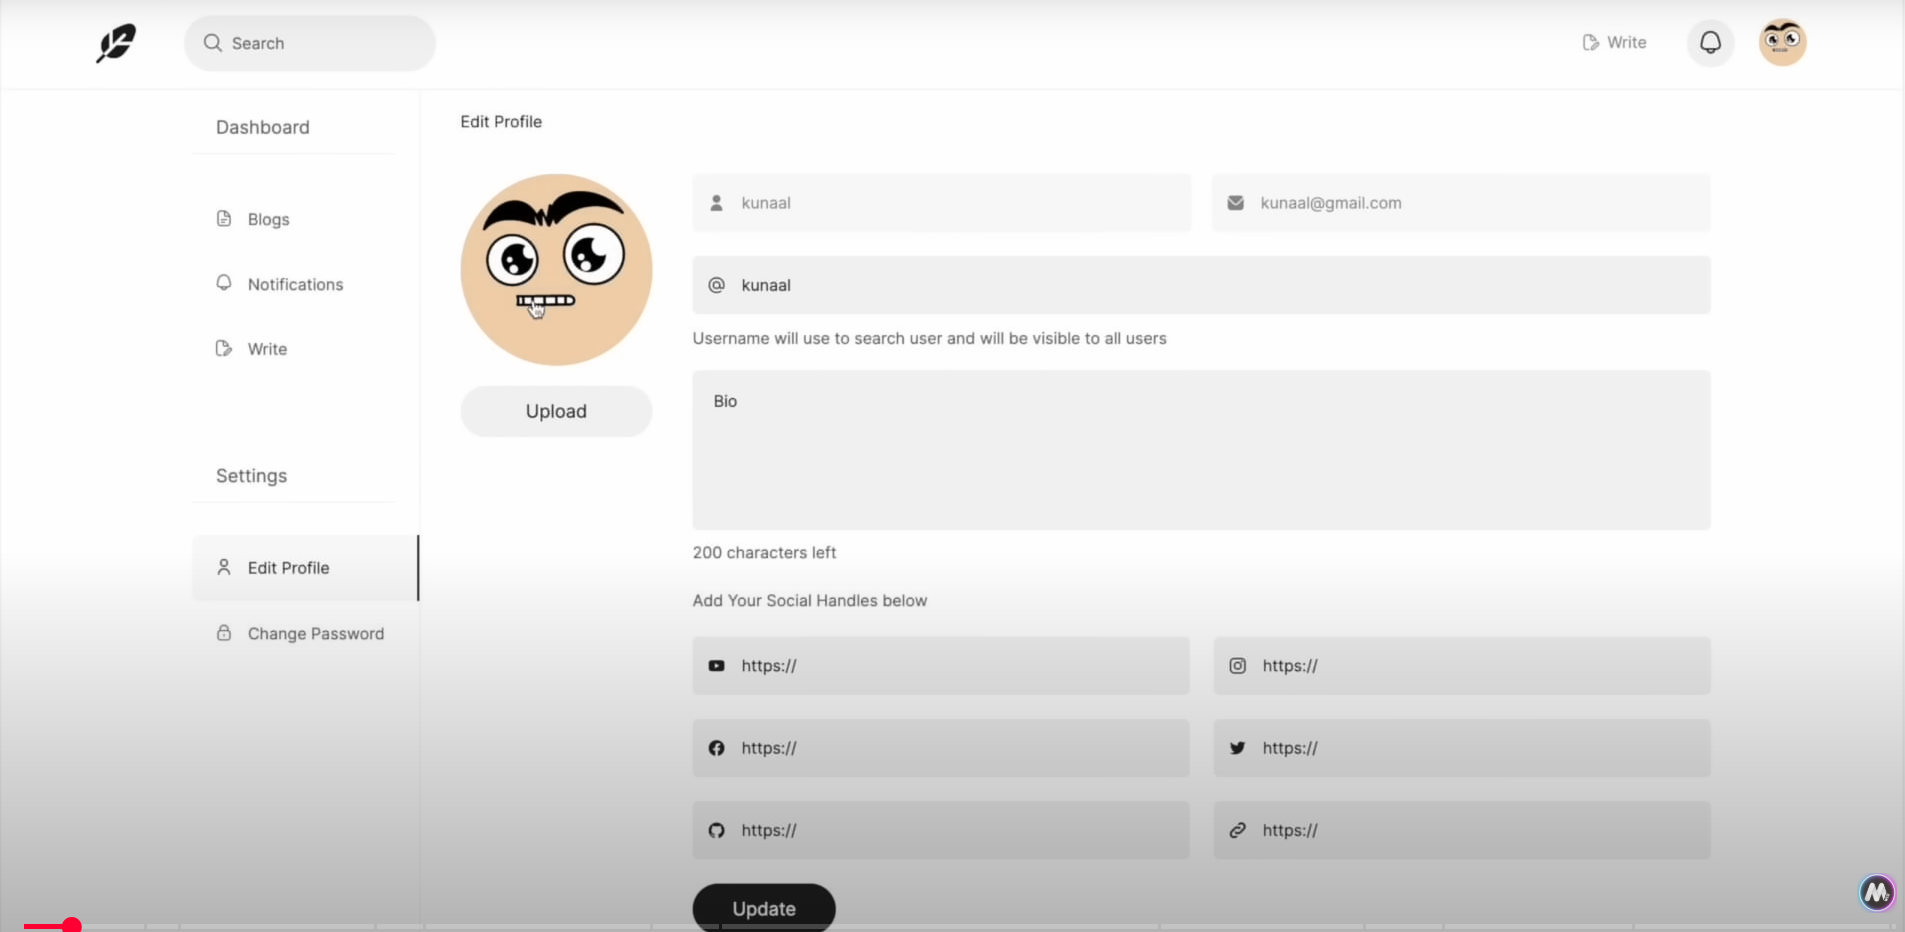 Search
Write
Dashboard
Blogs
Notifications
Write
Settings
Edit Profile
Change Password
Edit Profile
Upload
kunaal
kunaal@gmail.com
@ kunaal
Username will use to search user and will be visible to all users
Bio
200 characters left
Add Your Social Handles below
https://
https://
https://
https://
https://
https://
Update